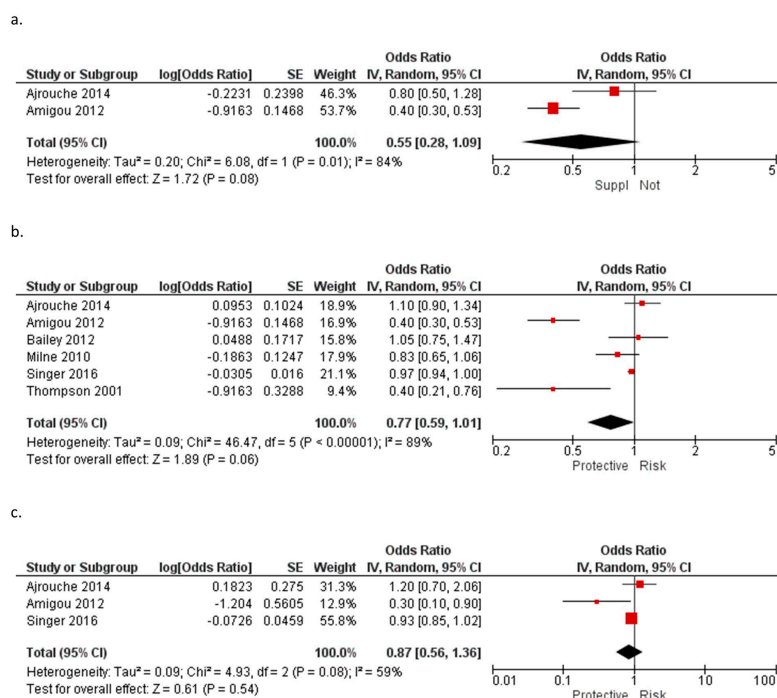 a.
Odds Ratio Odds Ratio
Study or Subgroup log[Odds Ratio] SE Weight IV, Random, 95% CI IV, Random, 95% CI
Ajrouche 2014 -0.2231 0.2398 46.3% 0.80 [0.50, 1.28]
Amigou 2012 -0.9163 0.1468 53.7% 0.40 [0.30, 0.53]
Total (95% CI) 100.0% 0.55 [0.28, 1.09]
Heterogeneity: Tau² = 0.20; Chi² = 6.08, df = 1 (P = 0.01); I² = 84%
Test for overall effect: Z = 1.72 (P = 0.08)
0.2 0.5 1 2 5
Suppl Not
b.
Odds Ratio Odds Ratio
Study or Subgroup log[Odds Ratio] SE Weight IV, Random, 95% CI IV, Random, 95% CI
Ajrouche 2014 0.0953 0.1024 18.9% 1.10 [0.90, 1.34]
Amigou 2012 -0.9163 0.1468 16.9% 0.40 [0.30, 0.53]
Bailey 2012 0.0488 0.1717 15.8% 1.05 [0.75, 1.47]
Milne 2010 -0.1863 0.1247 17.9% 0.83 [0.65, 1.06]
Singer 2016 -0.0305 0.016 21.1% 0.97 [0.94, 1.00]
Thompson 2001 -0.9163 0.3288 9.4% 0.40 [0.21, 0.76]
Total (95% CI) 100.0% 0.77 [0.59, 1.01]
Heterogeneity: Tau² = 0.09; Chi² = 46.47, df = 5 (P < 0.00001); I² = 89%
Test for overall effect: Z = 1.89 (P = 0.06)
0.2 0.5 1 2 5
Protective Risk
c.
Odds Ratio Odds Ratio
Study or Subgroup log[Odds Ratio] SE Weight IV, Random, 95% CI IV, Random, 95% CI
Ajrouche 2014 0.1823 0.275 31.3% 1.20 [0.70, 2.06]
Amigou 2012 -1.204 0.5605 12.9% 0.30 [0.10, 0.90]
Singer 2016 -0.0726 0.0459 55.8% 0.93 [0.85, 1.02]
Total (95% CI) 100.0% 0.87 [0.56, 1.36]
Heterogeneity: Tau² = 0.09; Chi² = 4.93, df = 2 (P = 0.08); I² = 59%
Test for overall effect: Z = 0.61 (P = 0.54)
0.01 0.1 1 10 100
Protective Risk